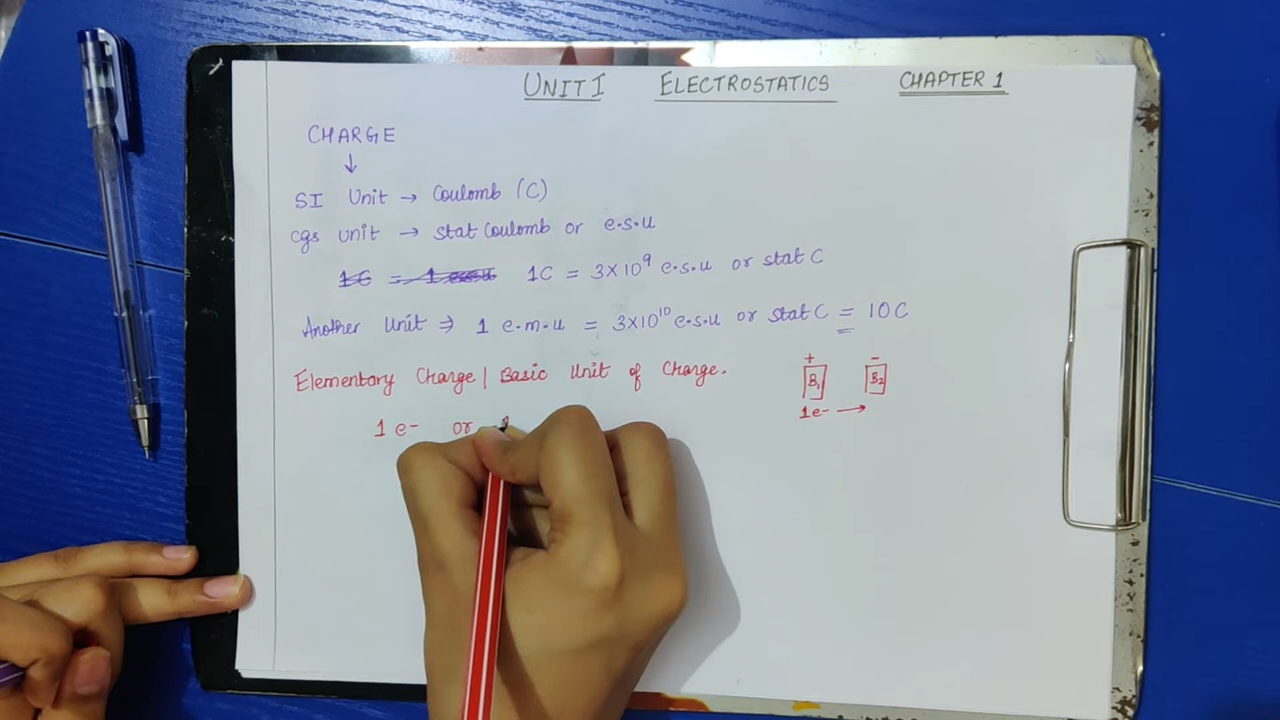 UNIT I ELECTROSTATICS CHAPTER 1
CHARGE
↓
SI Unit → Coulomb (C)
cgs unit → stat Coulomb or e.s.u
1C = 3×10⁹ e.s.u or stat C
Another Unit ⇒ 1 e.m.u = 3×10¹⁰ e.s.u or stat C = 10C
Elementary Charge | Basic Unit of Charge.
+ -
B₁ B₂
1e- →
1 e- or